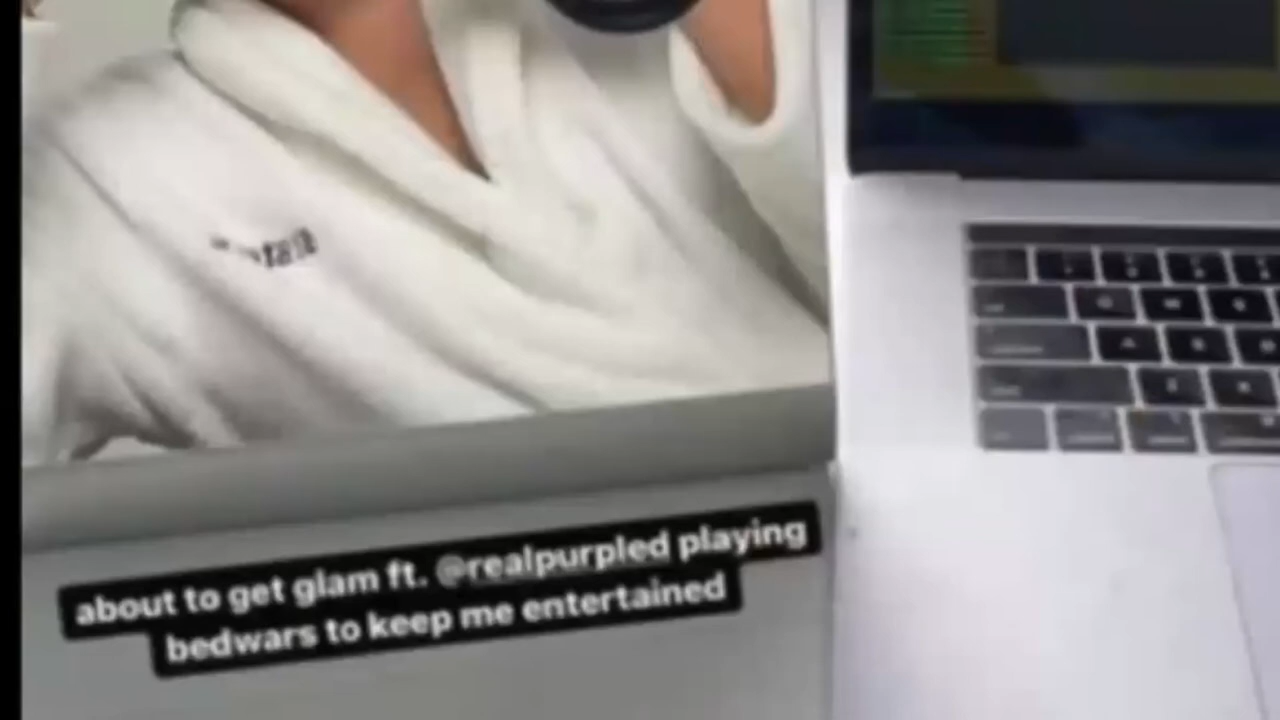 about to get glam ft. @realpurpled playing
bedwars to keep me entertained